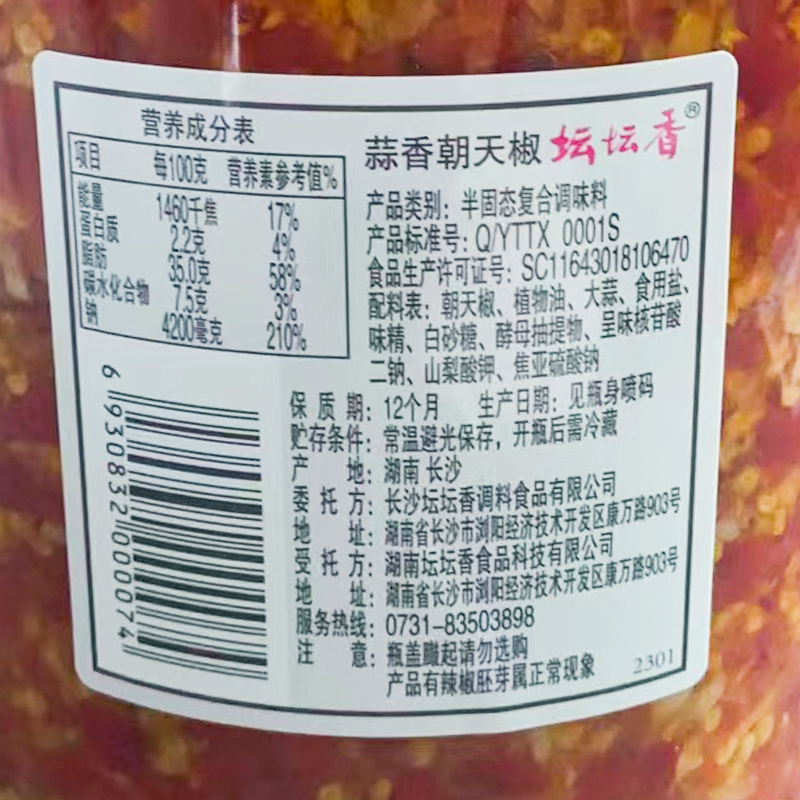 营养成分表
项目 每100克 营养素参考值%
能量 1460千焦 17%
蛋白质 2.2克 4%
脂肪 35.0克 58%
碳水化合物 7.5克 3%
钠 4200毫克 210%
6 930832 000074
蒜香朝天椒 坛坛香®
产品类别：半固态复合调味料
产品标准号：Q/YTTX 0001S
食品生产许可证号：SC11643018106470
配料表：朝天椒、植物油、大蒜、食用盐、
味精、白砂糖、酵母抽提物、呈味核苷酸
二钠、山梨酸钾、焦亚硫酸钠
保质期：12个月 生产日期：见瓶身喷码
贮存条件：常温避光保存，开瓶后需冷藏
产地：湖南 长沙
委托方：长沙坛坛香调料食品有限公司
地址：湖南省长沙市浏阳经济技术开发区康万路903号
受托方：湖南坛坛香食品科技有限公司
地址：湖南省长沙市浏阳经济技术开发区康万路903号
服务热线：0731-83503898
注意：瓶盖臌起请勿选购
产品有辣椒胚芽属正常现象 2301